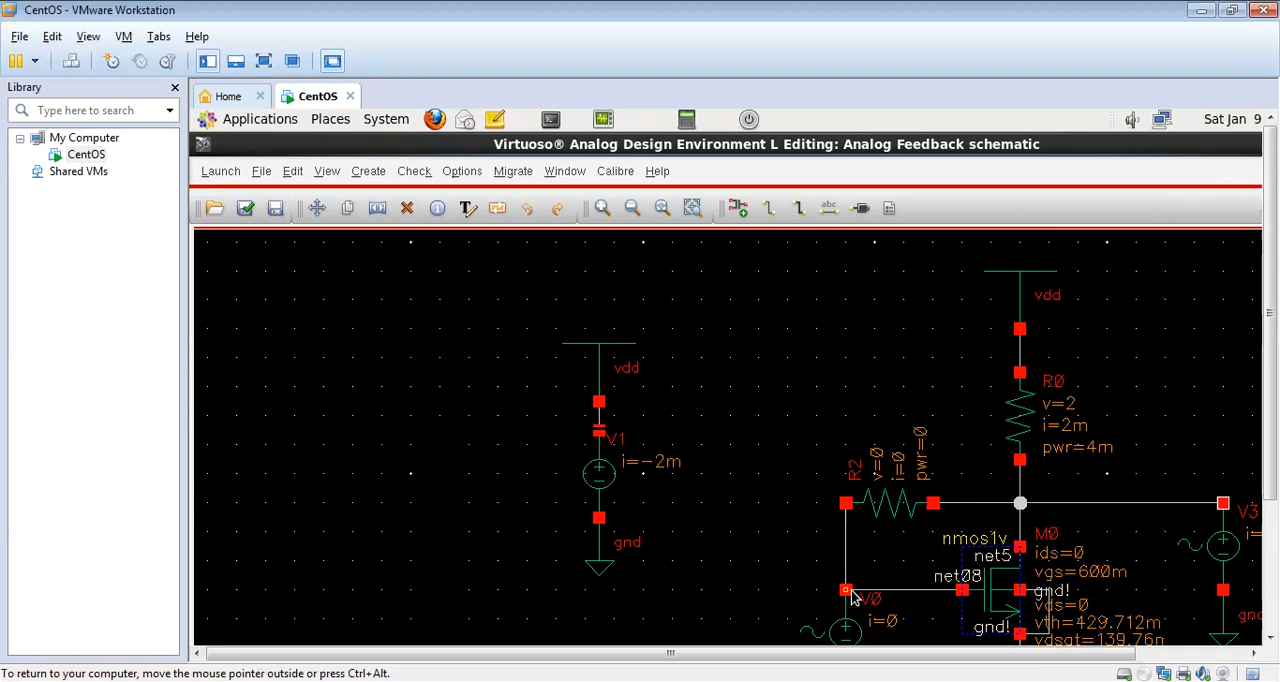 CentOS - VMware Workstation
File Edit View VM Tabs Help
Library
Type here to search
My Computer
CentOS
Shared VMs
Home
CentOS
Applications Places System
Sat Jan 9
Virtuoso® Analog Design Environment L Editing: Analog Feedback schematic
Launch File Edit View Create Check Options Migrate Window Calibre Help
abc
vdd
V1
i=-2m
gnd
vdd
R0
v=2
i=2m
pwr=4m
R2
v=0
i=0
pwr=0
V3
i=
gnd
nmos1v
net5
net08
gnd!
M0
ids=0
vgs=600m
gnd!
vds=0
vth=429.712m
vdsat=139.76m
V0
i=0
To return to your computer, move the mouse pointer outside or press Ctrl+Alt.